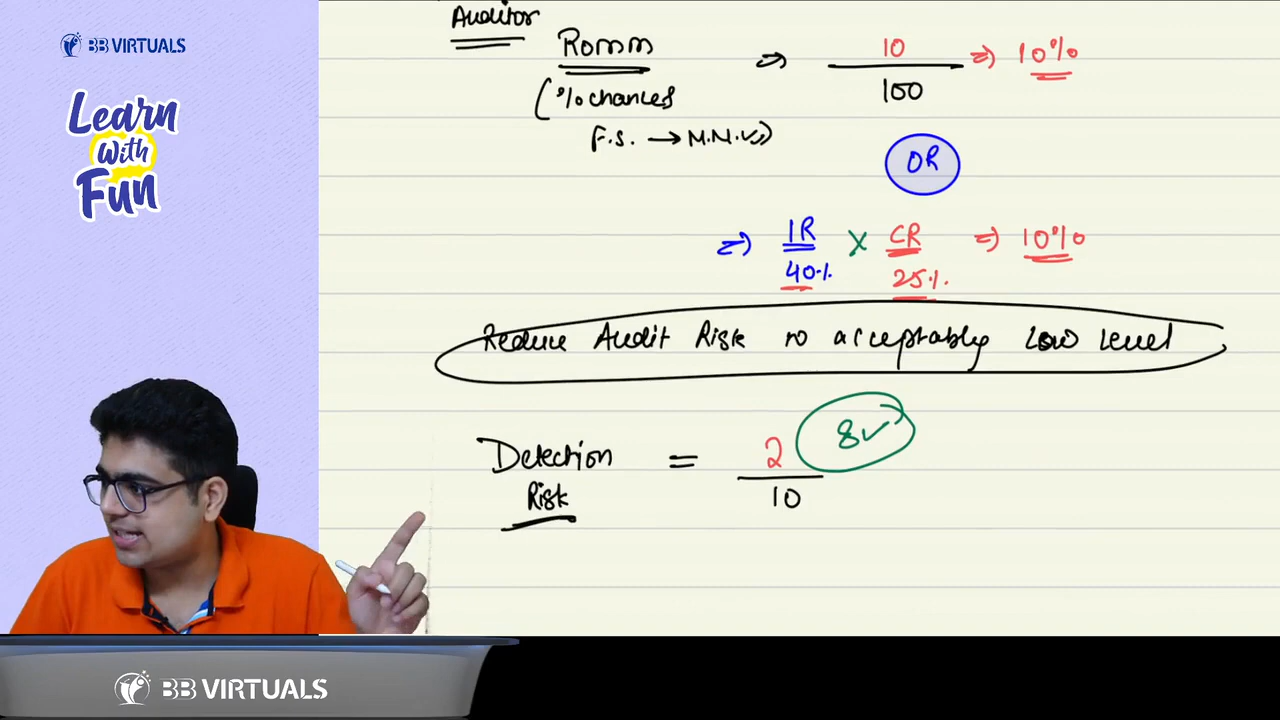 BB VIRTUALS
Learn
with
Fun
Auditor
Romm ⇒ 10/100 ⇒ 10%
(% chances
F.S. → M.M. ✓)
OR
⇒ IR × CR ⇒ 10%
40% 25%
Reduce Audit Risk to acceptably Low Level
Detection Risk = 2/10
8✓
BB VIRTUALS